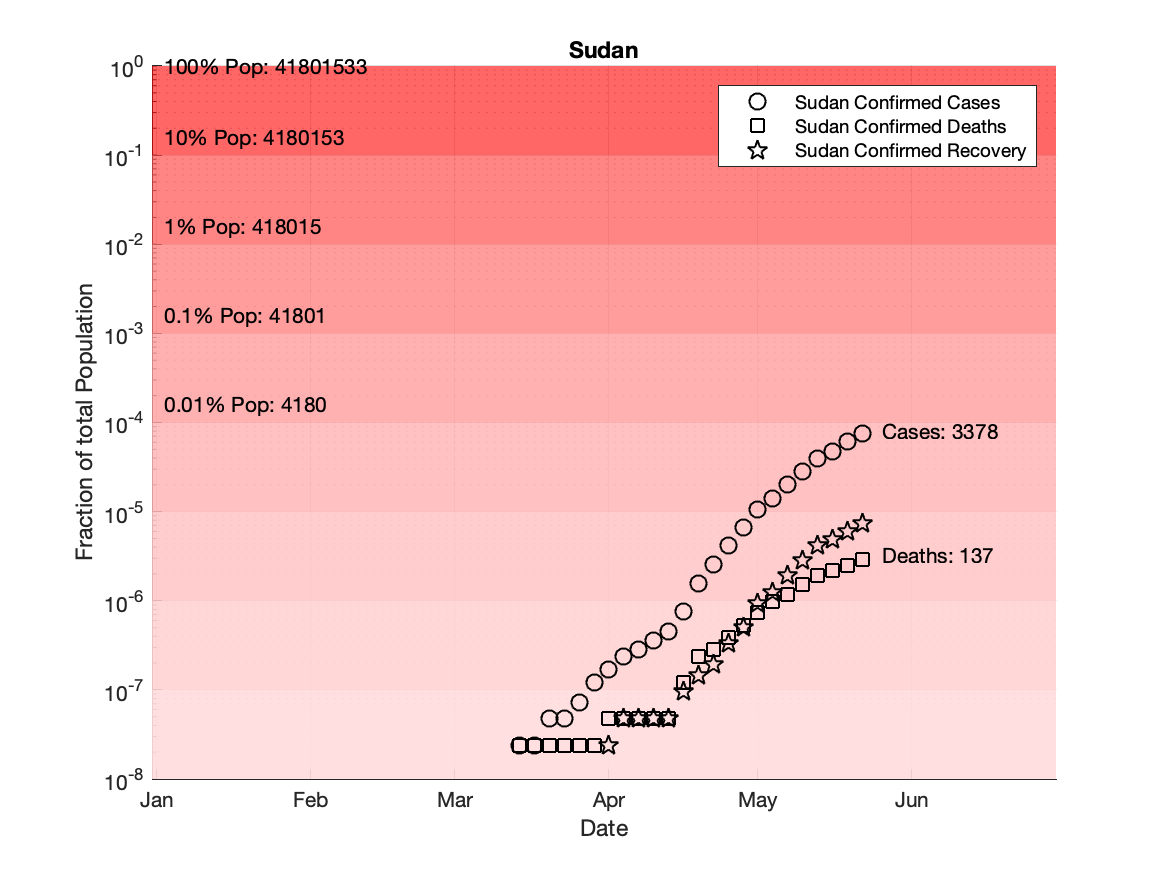 Sudan
10^0
100% Pop: 41801533
Sudan Confirmed Cases
Sudan Confirmed Deaths
Sudan Confirmed Recovery
10% Pop: 4180153
10^-1
1% Pop: 418015
10^-2
0.1% Pop: 41801
10^-3
0.01% Pop: 4180
10^-4
Cases: 3378
10^-5
Deaths: 137
10^-6
10^-7
10^-8
Fraction of total Population
Jan Feb Mar Apr May Jun
Date